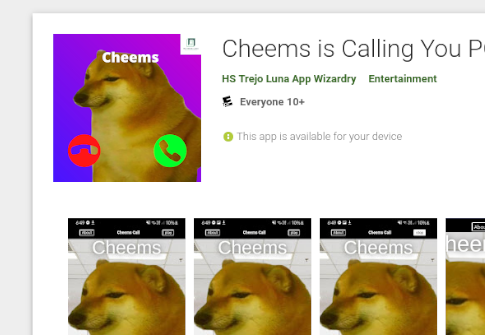 Cheems
Cheems is Calling You P
HS Trejo Luna App Wizardry Entertainment
E Everyone 10+
This app is available for your device
Cheems Call
Cheems
Cheems Call
Cheems
Cheems Call
Cheems
heem